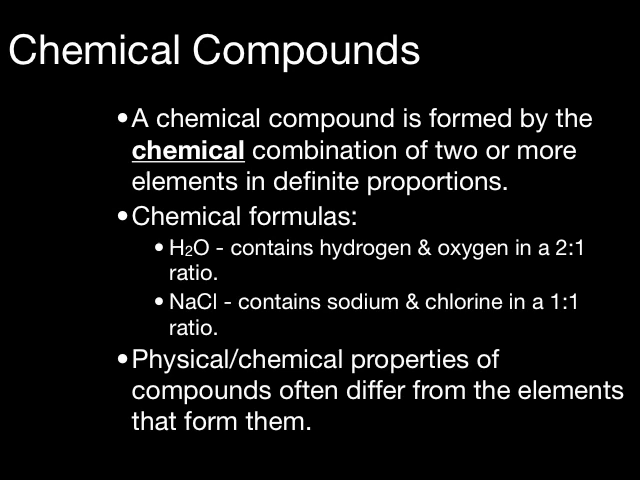 Chemical Compounds
•A chemical compound is formed by the
chemical combination of two or more
elements in definite proportions.
•Chemical formulas:
•H₂O - contains hydrogen & oxygen in a 2:1
ratio.
•NaCl - contains sodium & chlorine in a 1:1
ratio.
•Physical/chemical properties of
compounds often differ from the elements
that form them.